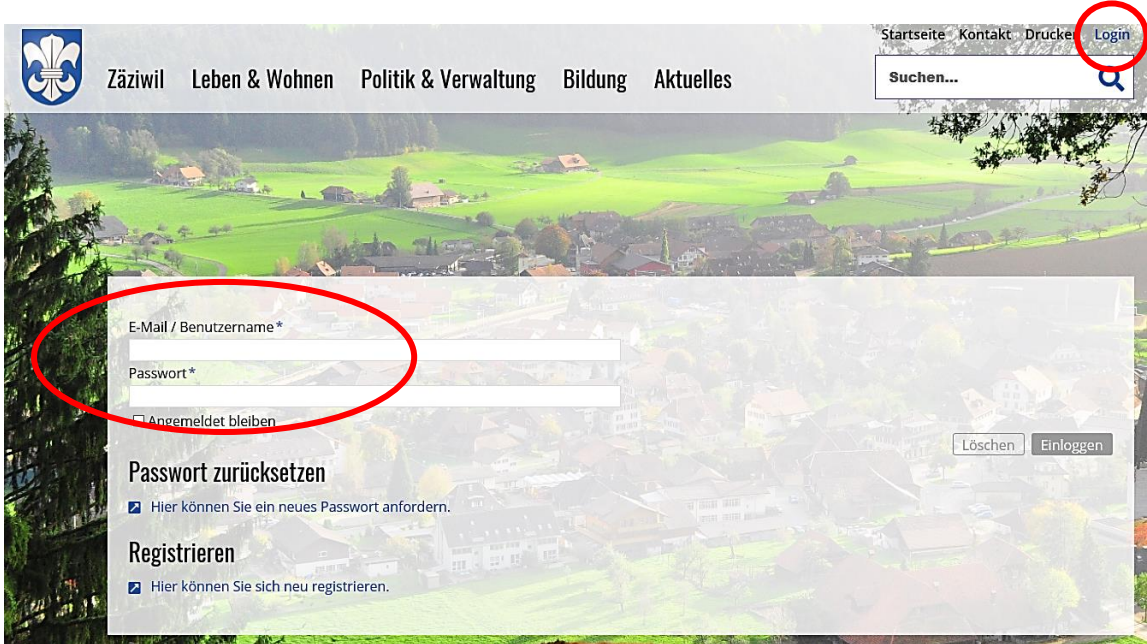 Startseite Kontakt Drucken Login
Zäziwil Leben & Wohnen Politik & Verwaltung Bildung Aktuelles
Suchen...
E-Mail / Benutzername*
Passwort*
Angemeldet bleiben
Löschen Einloggen
Passwort zurücksetzen
Hier können Sie ein neues Passwort anfordern.
Registrieren
Hier können Sie sich neu registrieren.